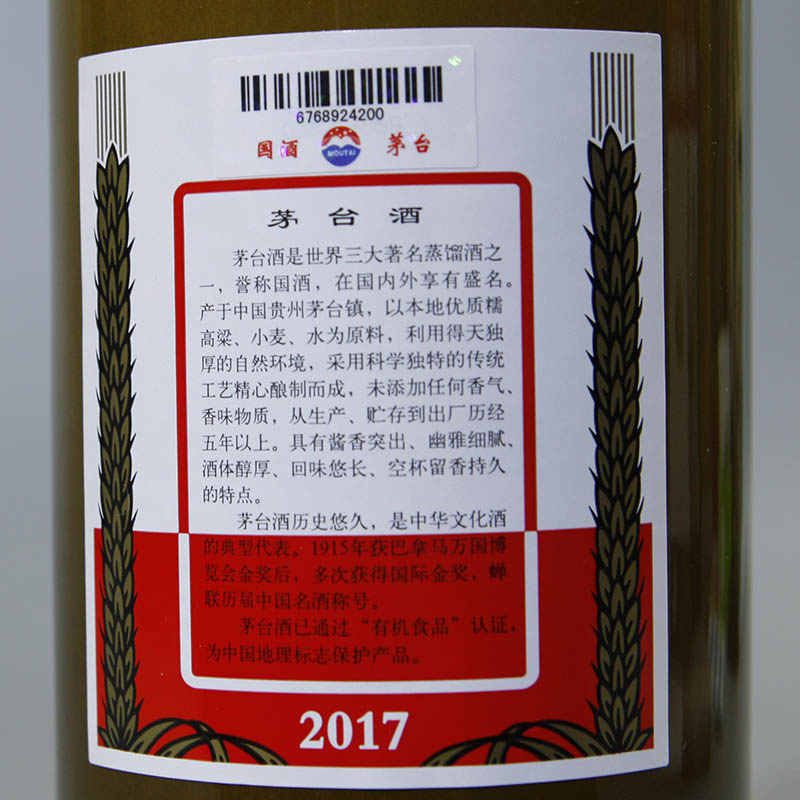 6768924200
国酒 MOUTAI 茅台
茅台酒
茅台酒是世界三大著名蒸馏酒之
一，誉称国酒，在国内外享有盛名。
产于中国贵州茅台镇，以本地优质糯
高粱、小麦、水为原料，利用得天独
厚的自然环境，采用科学独特的传统
工艺精心酿制而成，未添加任何香气、
香味物质，从生产、贮存到出厂历经
五年以上。具有酱香突出、幽雅细腻、
酒体醇厚、回味悠长、空杯留香持久
的特点。
茅台酒历史悠久，是中华文化酒
的典型代表。1915年获巴拿马万国博
览会金奖后，多次获得国际金奖，蝉
联历届中国名酒称号。
茅台酒已通过“有机食品”认证，
为中国地理标志保护产品。
2017